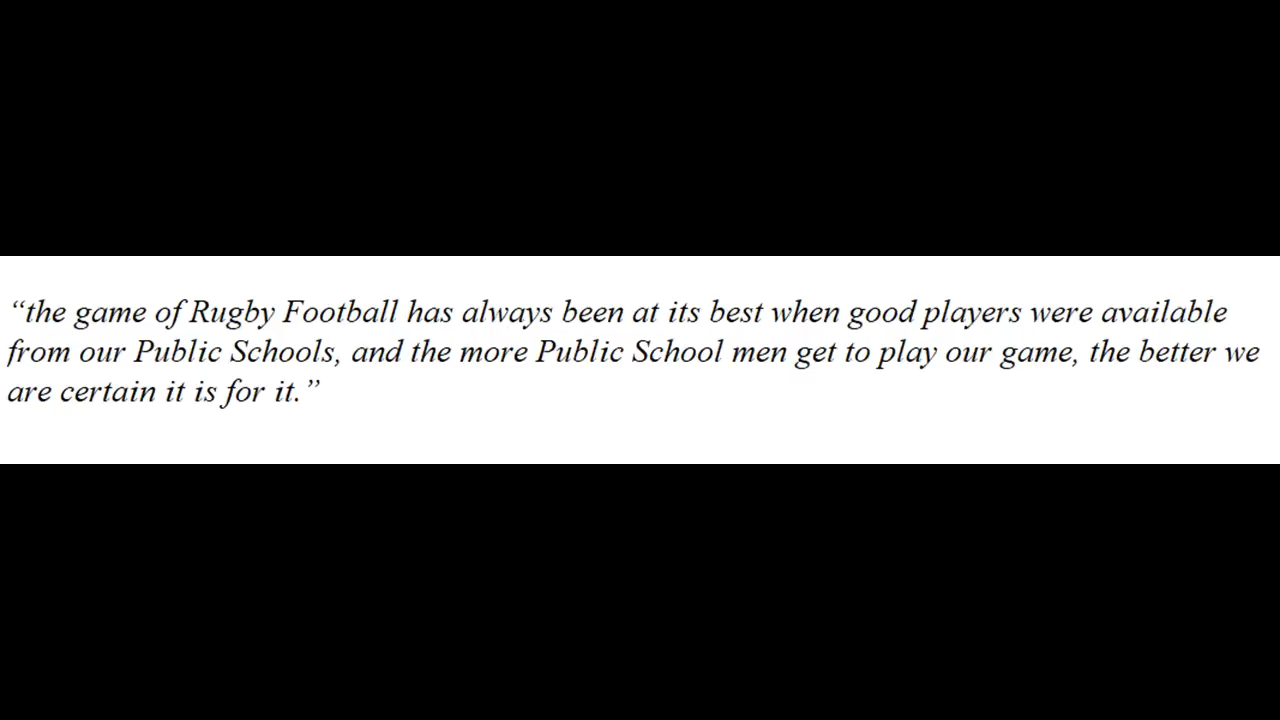 “the game of Rugby Football has always been at its best when good players were available
from our Public Schools, and the more Public School men get to play our game, the better we
are certain it is for it.”